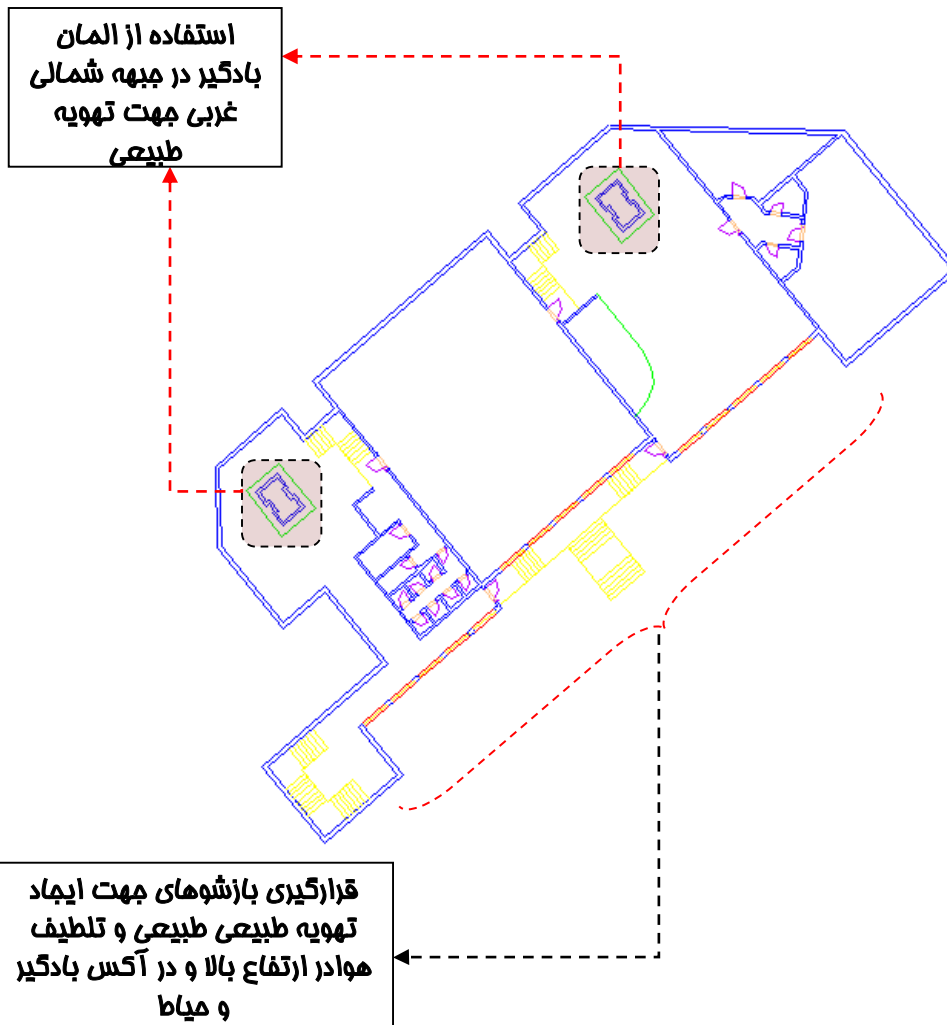 استفاده از المان
بادگیر در جبهه شمالی
غربی جهت تهویه
طبیعی
قرارگیری بازشوهای جهت ایجاد
تهویه طبیعی طبیعی و تلطیف
هوادر ارتفاع بالا و در آکس بادگیر
و حیاط